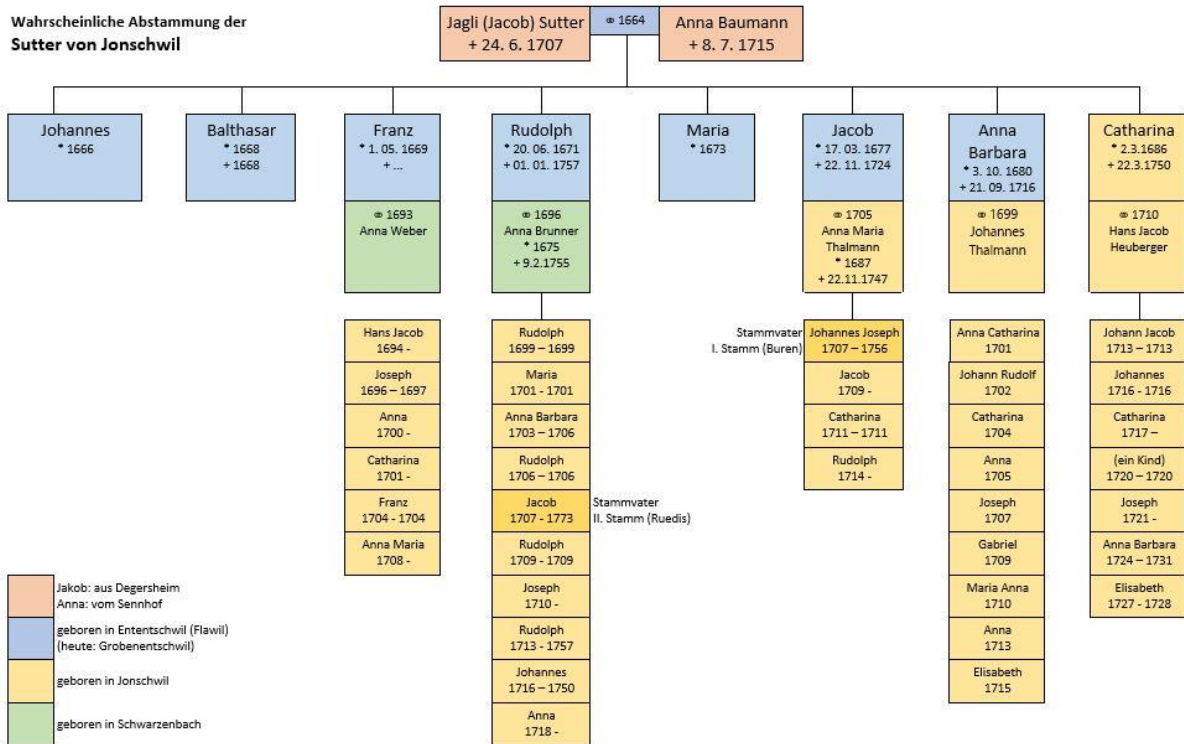 Wahrscheinliche Abstammung der
Sutter von Jonschwil
Jagli (Jacob) Sutter
+ 24. 6. 1707
⚭ 1664
Anna Baumann
+ 8. 7. 1715
Johannes
* 1666
Balthasar
* 1668
+ 1668
Franz
* 1. 05. 1669
+ ...
Rudolph
* 20. 06. 1671
+ 01. 01. 1757
Maria
* 1673
Jacob
* 17. 03. 1677
+ 22. 11. 1724
Anna
Barbara
* 3. 10. 1680
+ 21. 09. 1716
Catharina
* 2.3.1686
+ 22.3.1750
⚭ 1693
Anna Weber
⚭ 1696
Anna Brunner
* 1675
+ 9.2.1755
⚭ 1705
Anna Maria
Thalmann
* 1687
+ 22.11.1747
⚭ 1699
Johannes
Thalmann
⚭ 1710
Hans Jacob
Heuberger
Hans Jacob
1694 -
Joseph
1696 – 1697
Anna
1700 -
Catharina
1701 -
Franz
1704 - 1704
Anna Maria
1708 -
Rudolph
1699 – 1699
Maria
1701 - 1701
Anna Barbara
1703 – 1706
Rudolph
1706 – 1706
Jacob
1707 - 1773
Stammvater
II. Stamm (Ruedis)
Rudolph
1709 - 1709
Joseph
1710 -
Rudolph
1713 - 1757
Johannes
1716 – 1750
Anna
1718 -
Stammvater
I. Stamm (Buren)
Johannes Joseph
1707 – 1756
Jacob
1709 -
Catharina
1711 – 1711
Rudolph
1714 -
Anna Catharina
1701
Johann Rudolf
1702
Catharina
1704
Anna
1705
Joseph
1707
Gabriel
1709
Maria Anna
1710
Anna
1713
Elisabeth
1715
Johann Jacob
1713 – 1713
Johannes
1716 - 1716
Catharina
1717 –
(ein Kind)
1720 – 1720
Joseph
1721 -
Anna Barbara
1724 – 1731
Elisabeth
1727 - 1728
Jakob: aus Degersheim
Anna: vom Sennhof
geboren in Ententschwil (Flawil)
(heute: Grobenentschwil)
geboren in Jonschwil
geboren in Schwarzenbach